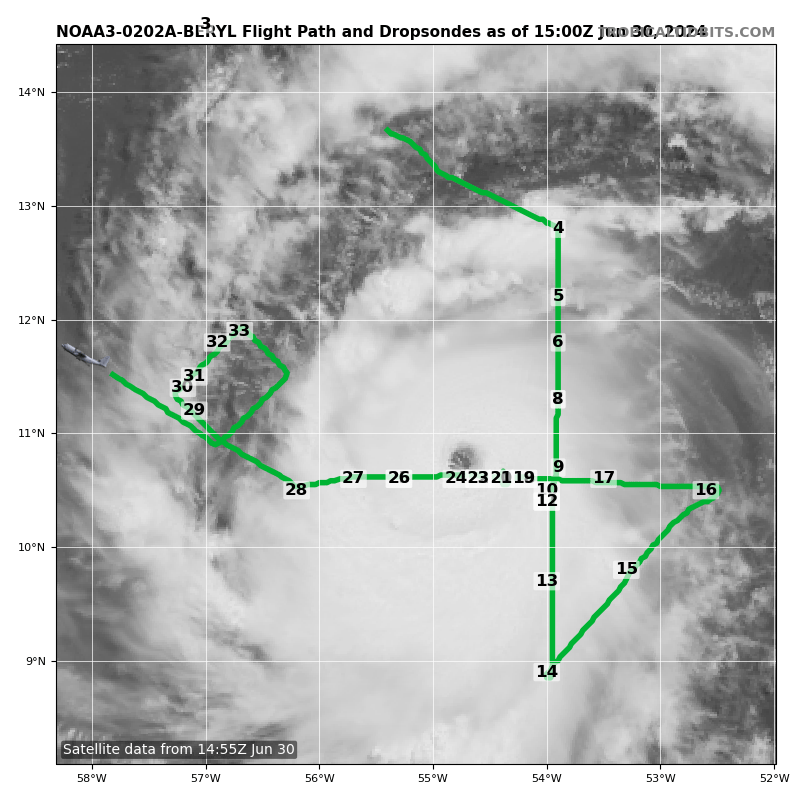 3
NOAA3-0202A-BERYL Flight Path and Dropsondes as of 15:00Z Jun 30, 2024
TROPICALTIDBITS.COM
14°N
13°N
4
5
12°N
33
6
32
31
30
8
29
11°N
9
27
26
24
23
21
19
17
28
10
16
12
10°N
15
13
9°N
14
Satellite data from 14:55Z Jun 30
58°W
57°W
56°W
55°W
54°W
53°W
52°W